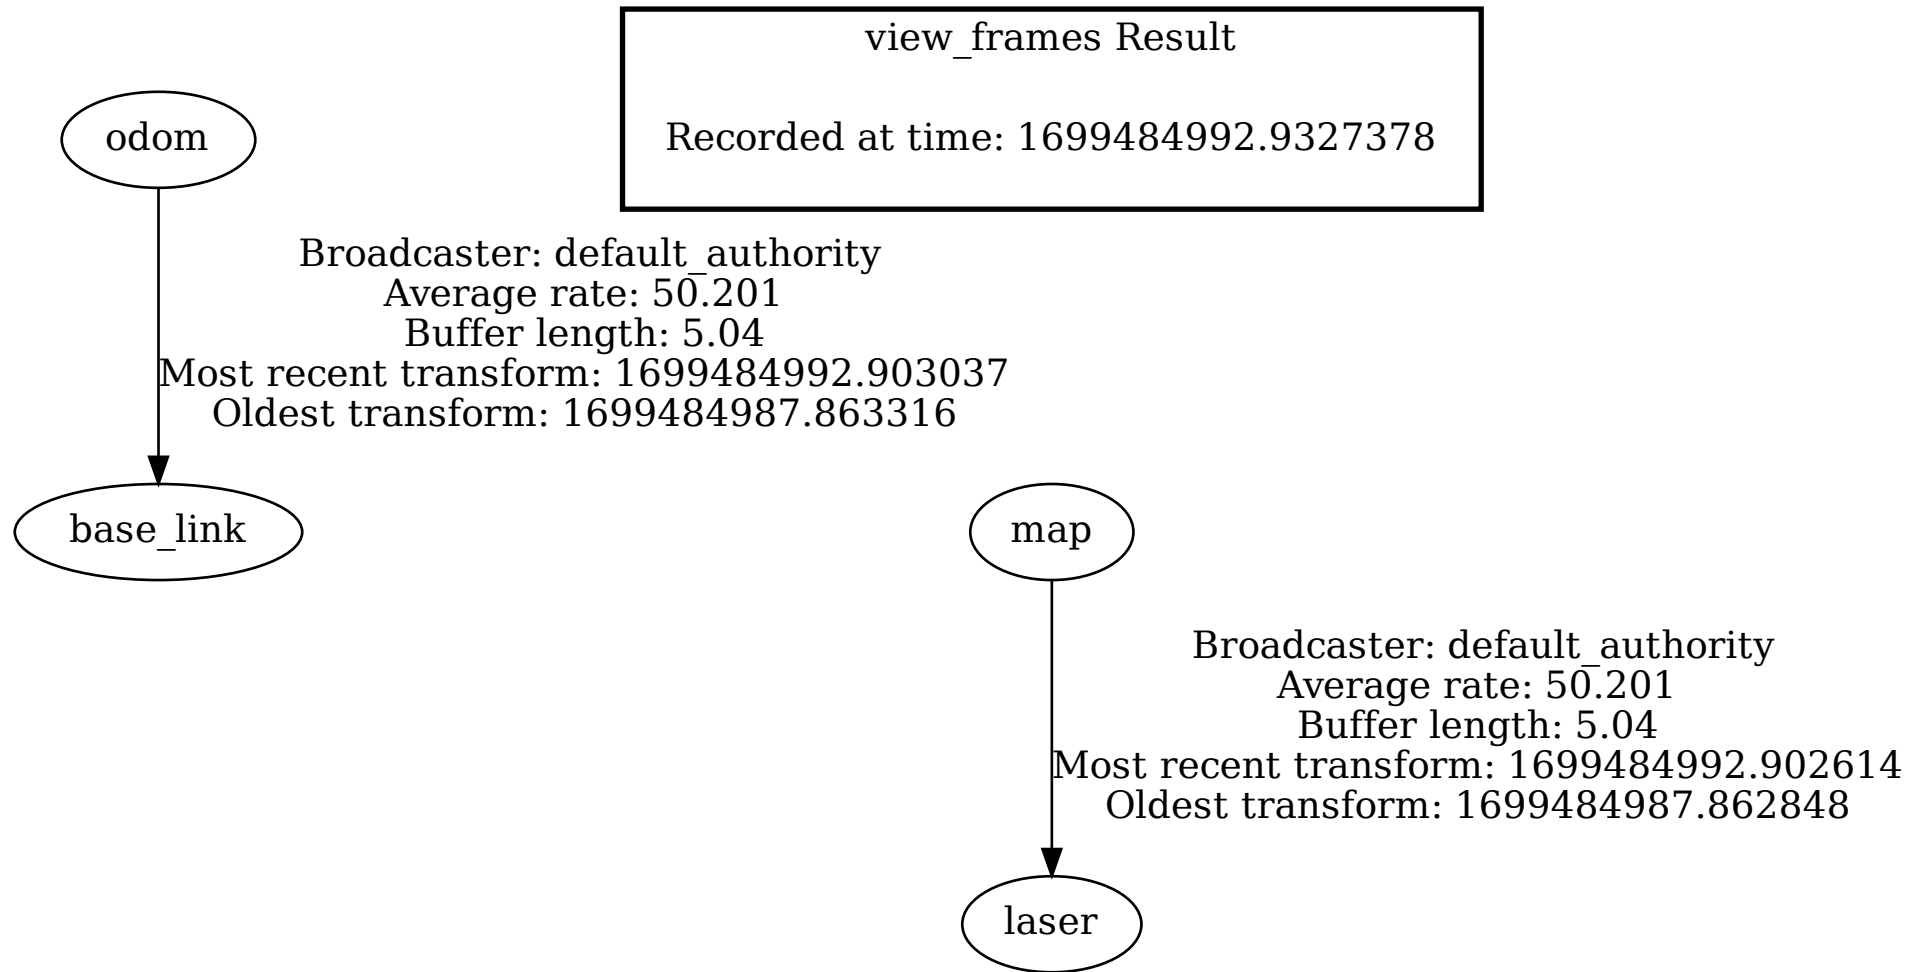 view_frames Result
Recorded at time: 1699484992.9327378
odom
Broadcaster: default_authority
Average rate: 50.201
Buffer length: 5.04
Most recent transform: 1699484992.903037
Oldest transform: 1699484987.863316
base_link
map
Broadcaster: default_authority
Average rate: 50.201
Buffer length: 5.04
Most recent transform: 1699484992.902614
Oldest transform: 1699484987.862848
laser